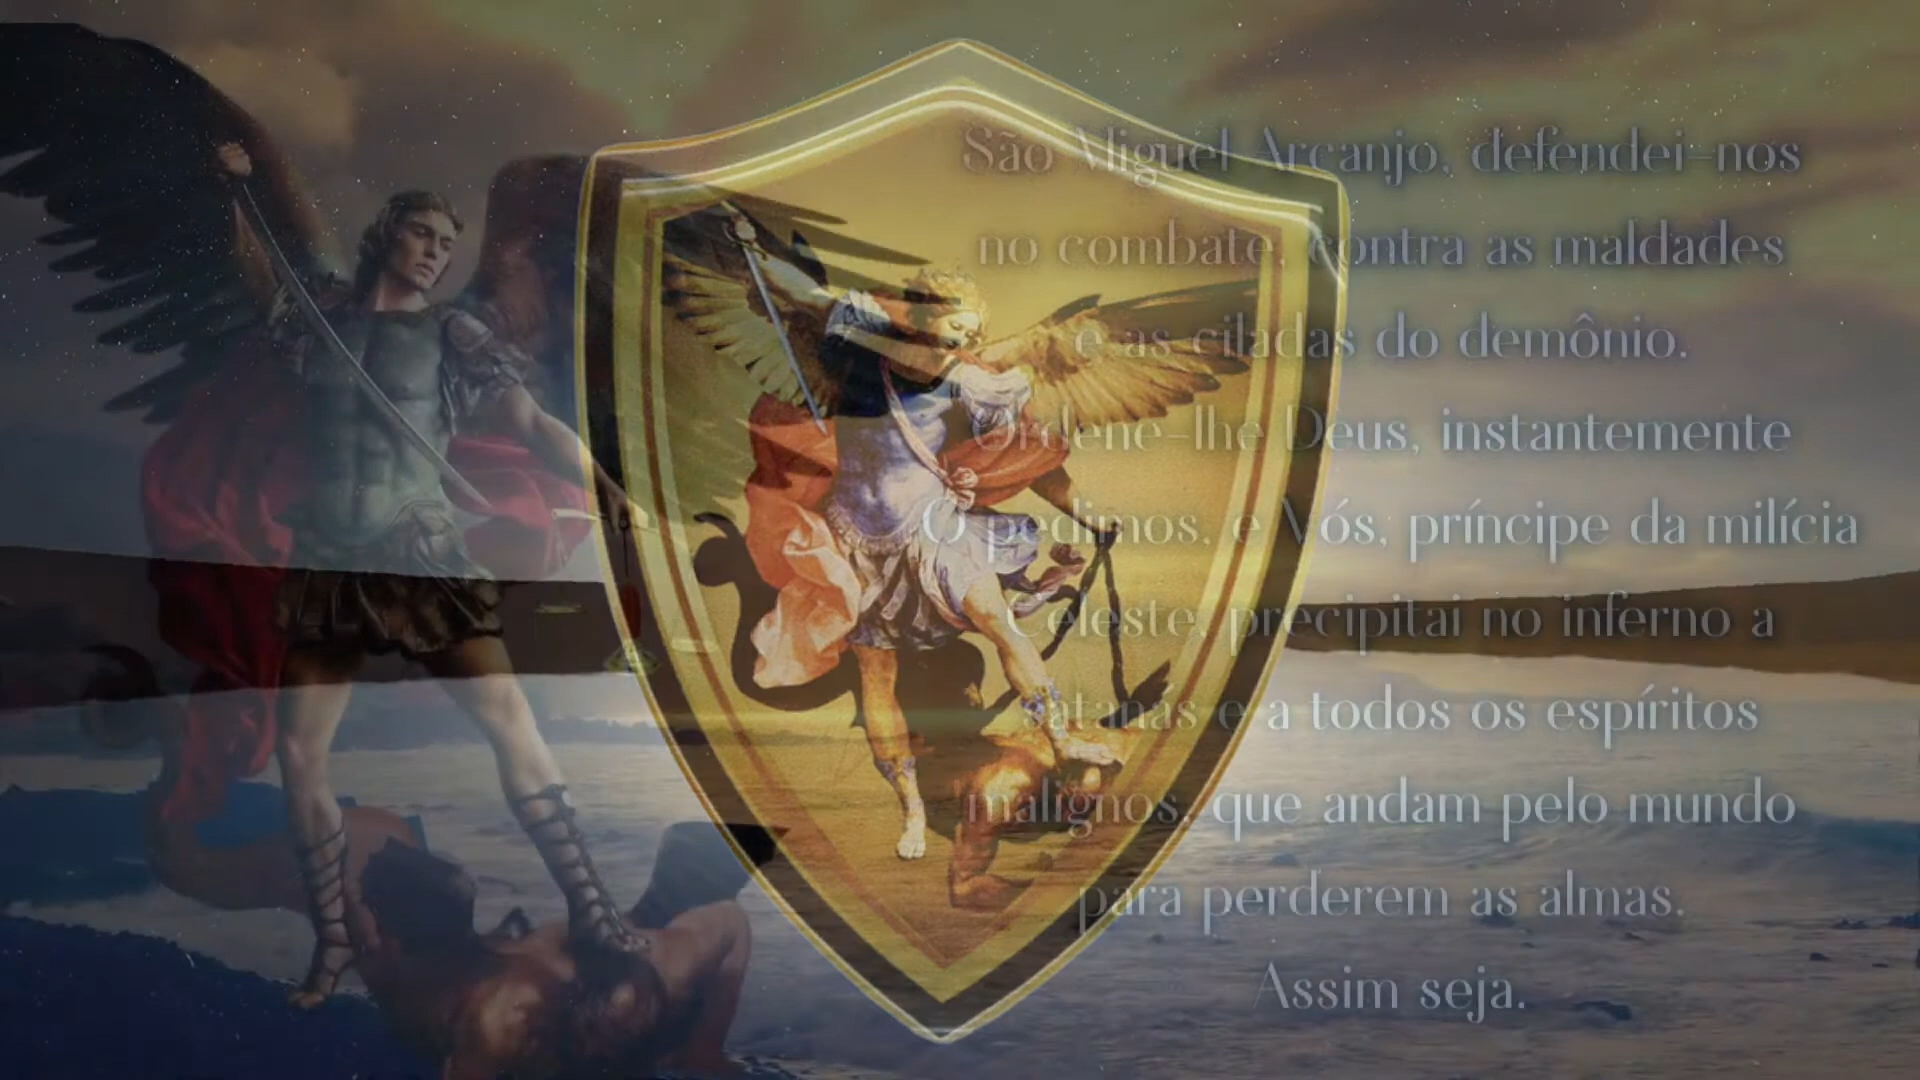 São Miguel Arcanjo, defendei-nos
no combate, contra as maldades
e as ciladas do demônio.
Ordene-lhe Deus, instantemente
O pedimos, e Vós, príncipe da milícia
Celeste, precipitai no inferno a
satanás e a todos os espíritos
malignos, que andam pelo mundo
para perderem as almas.
Assim seja.